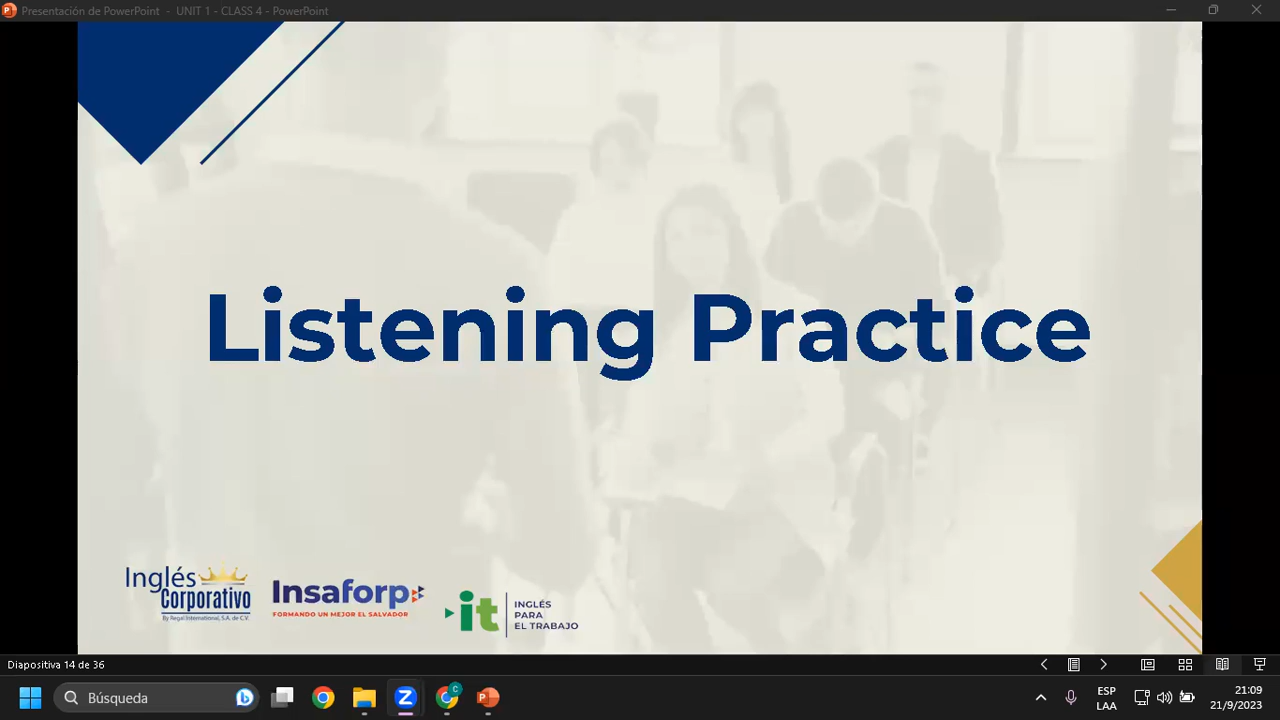 Presentación de PowerPoint - UNIT 1 - CLASS 4 - PowerPoint
Listening Practice
Inglés
Corporativo
By Regal International, S.A. de C.V.
Insaforp
FORMANDO UN MEJOR EL SALVADOR
it
INGLÉS
PARA
EL TRABAJO
Diapositiva 14 de 36
Búsqueda
C
ESP
LAA
21:09
21/9/2023